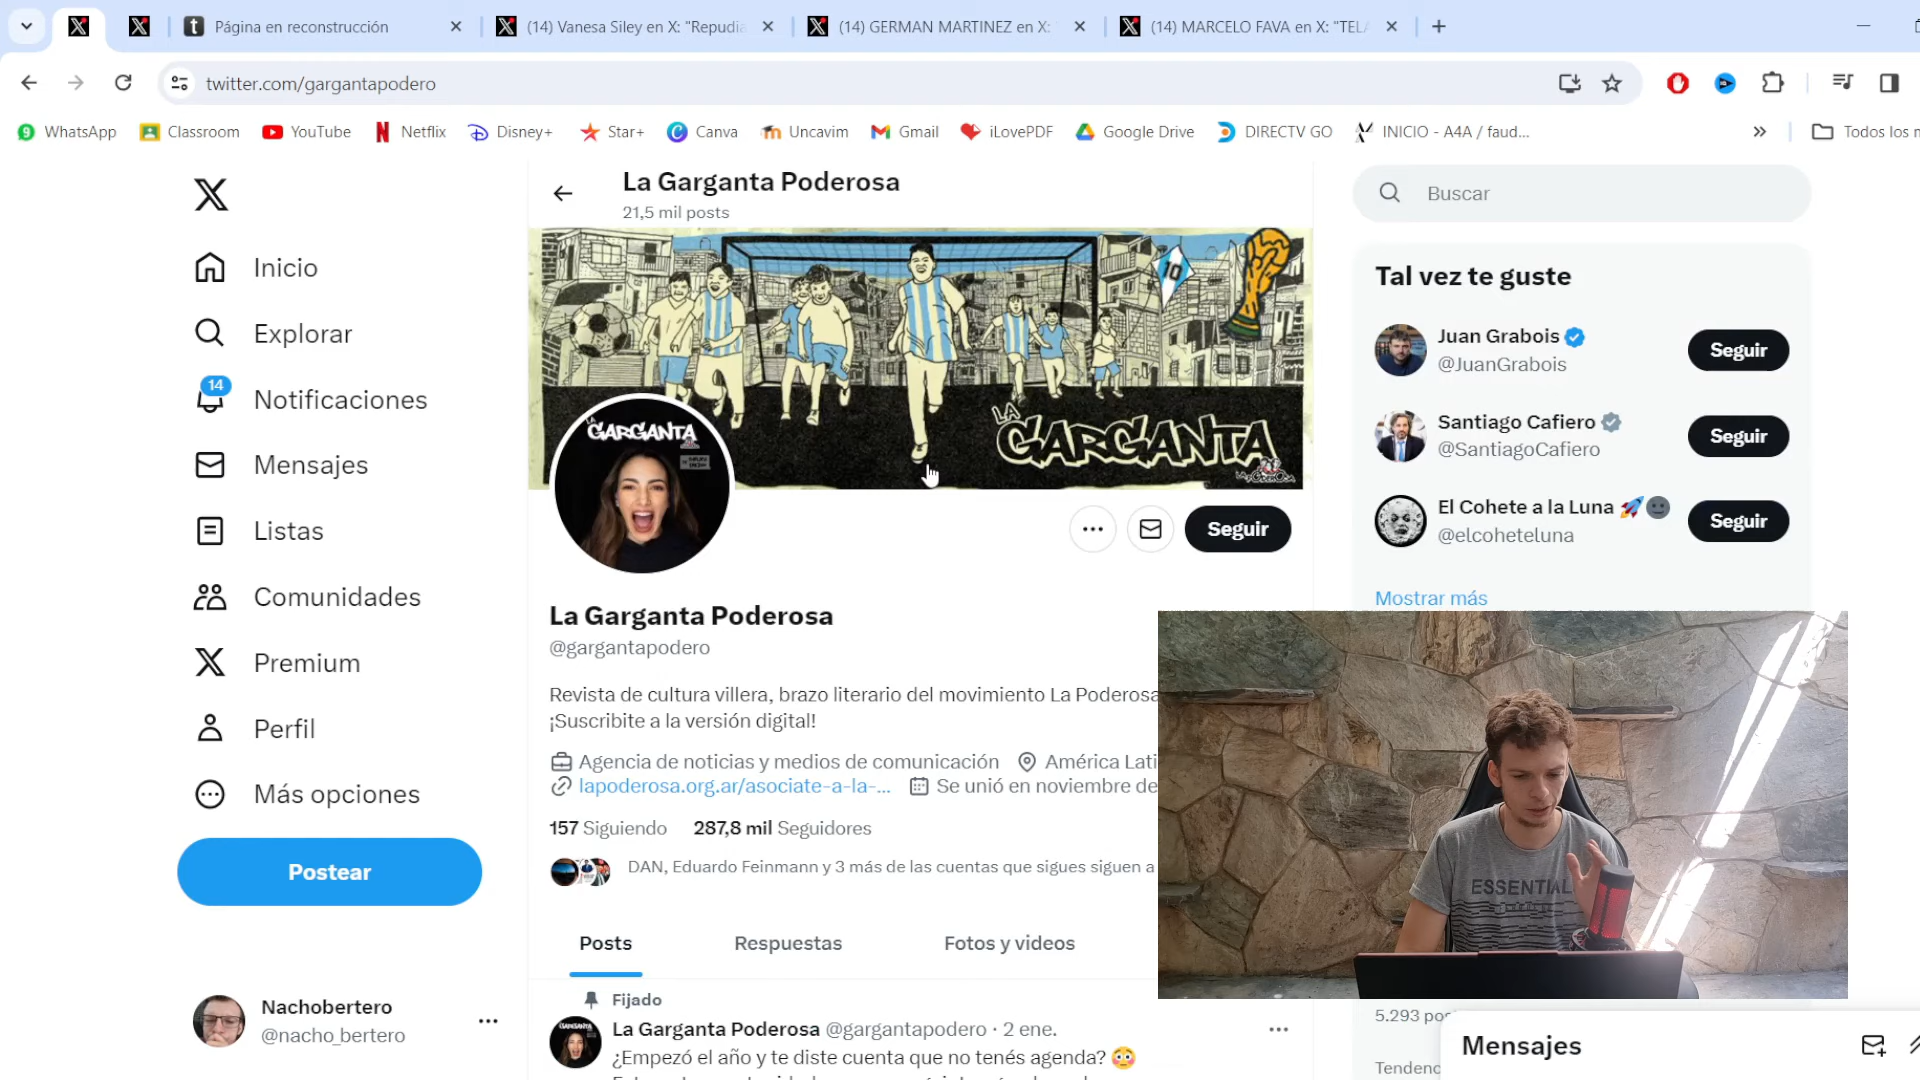 Página en reconstrucción
(14) Vanesa Siley en X: "Repudia
(14) GERMAN MARTINEZ en X:
(14) MARCELO FAVA en X: "TELA
twitter.com/gargantapodero
WhatsApp
Classroom
YouTube
Netflix
Disney+
Star+
Canva
Uncavim
Gmail
iLovePDF
Google Drive
DIRECTV GO
INICIO - A4A / faud...
Todos los
La Garganta Poderosa
21,5 mil posts
Buscar
Inicio
Explorar
14
Notificaciones
Mensajes
Listas
Comunidades
Premium
Perfil
Más opciones
Postear
Nachobertero
@nacho_bertero
10
LA
GARGANTA
LA PODEROSA
GARGANTA
Seguir
La Garganta Poderosa
@gargantapodero
Revista de cultura villera, brazo literario del movimiento La Poderosa
¡Suscribite a la versión digital!
Agencia de noticias y medios de comunicación
América Lati
lapoderosa.org.ar/asociate-a-la-...
Se unió en noviembre de
157 Siguiendo
287,8 mil Seguidores
DAN, Eduardo Feinmann y 3 más de las cuentas que sigues siguen a
Posts
Respuestas
Fotos y videos
Fijado
La Garganta Poderosa @gargantapodero · 2 ene.
¿Empezó el año y te diste cuenta que no tenés agenda? 😳
Tal vez te guste
Juan Grabois
@JuanGrabois
Seguir
Santiago Cafiero
@SantiagoCafiero
Seguir
El Cohete a la Luna 🚀🌚
@elcoheteluna
Seguir
Mostrar más
ESSENTIAL
5.293 pos
Tendenc
Mensajes